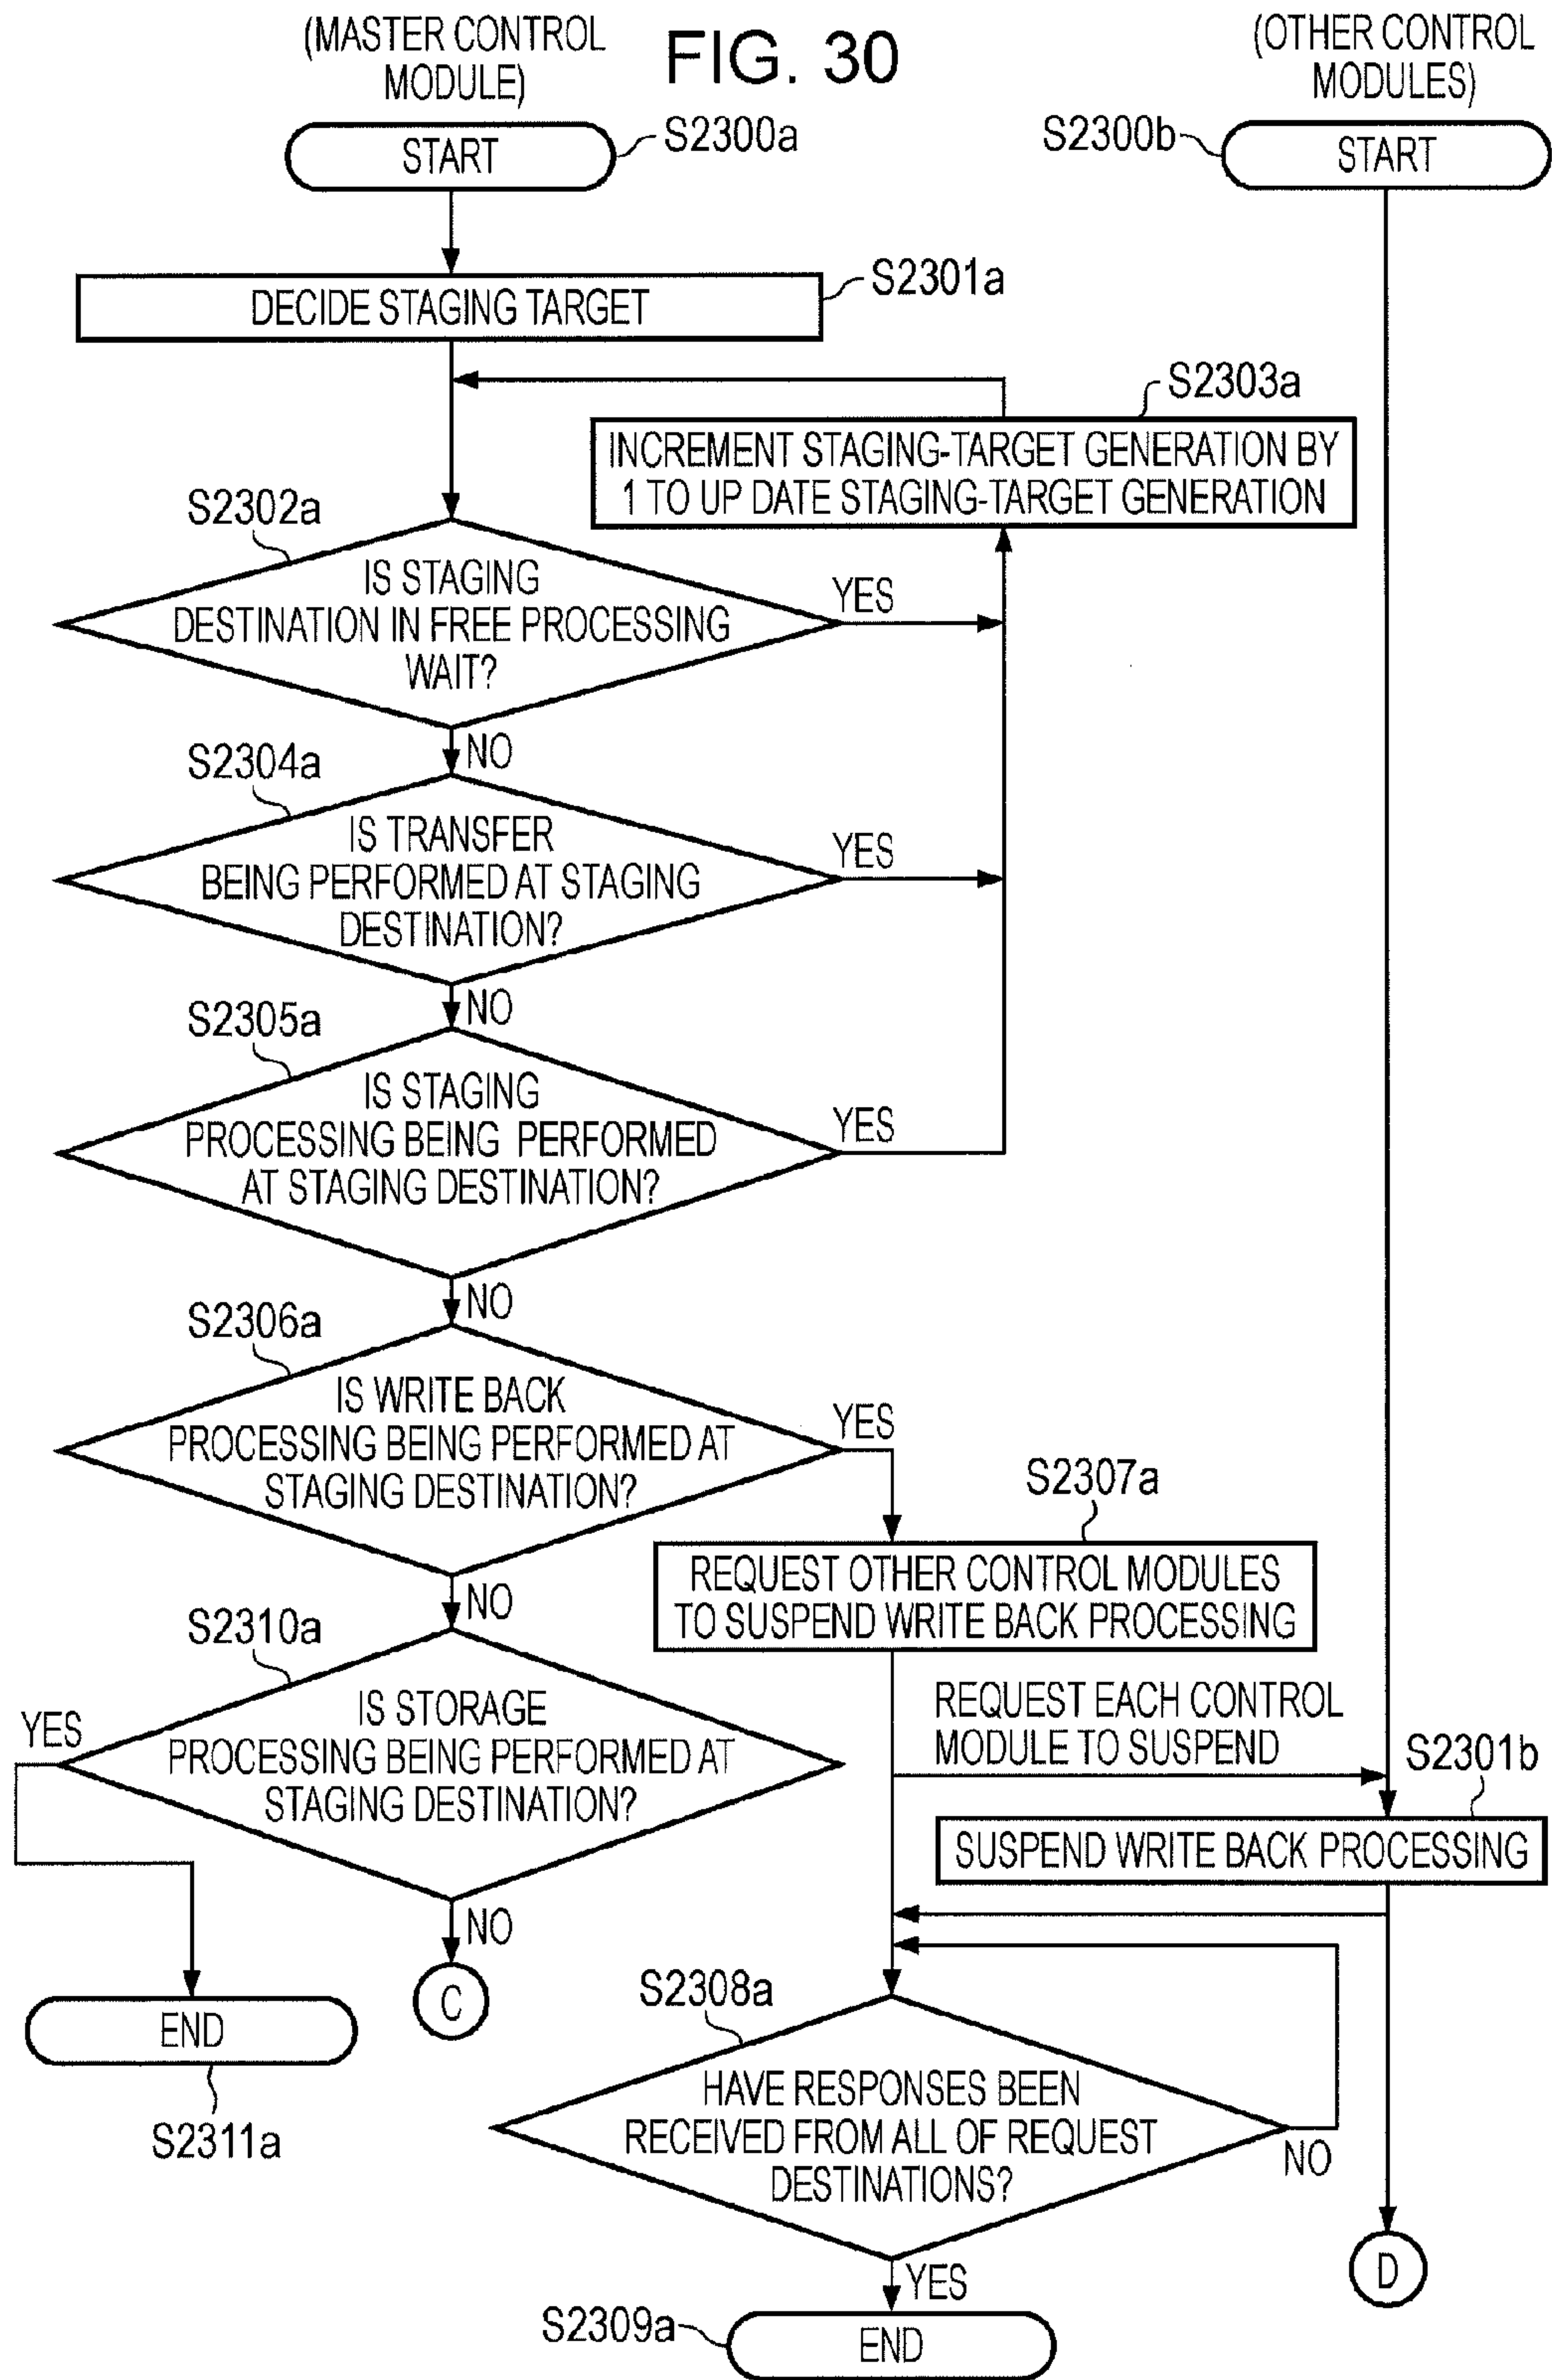 (MASTER CONTROL
MODULE)
FIG. 30
(OTHER CONTROL
MODULES)
START
S2300a
S2300b
START
DECIDE STAGING TARGET
S2301a
S2303a
INCREMENT STAGING-TARGET GENERATION BY
1 TO UP DATE STAGING-TARGET GENERATION
S2302a
IS STAGING
DESTINATION IN FREE PROCESSING
WAIT?
YES
NO
S2304a
IS TRANSFER
BEING PERFORMED AT STAGING
DESTINATION?
YES
NO
S2305a
IS STAGING
PROCESSING BEING PERFORMED
AT STAGING DESTINATION?
YES
NO
S2306a
IS WRITE BACK
PROCESSING BEING PERFORMED AT
STAGING DESTINATION?
YES
NO
S2307a
REQUEST OTHER CONTROL MODULES
TO SUSPEND WRITE BACK PROCESSING
S2310a
IS STORAGE
PROCESSING BEING PERFORMED AT
STAGING DESTINATION?
YES
NO
REQUEST EACH CONTROL
MODULE TO SUSPEND
S2301b
SUSPEND WRITE BACK PROCESSING
END
S2311a
C
S2308a
HAVE RESPONSES BEEN
RECEIVED FROM ALL OF REQUEST
DESTINATIONS?
NO
YES
D
S2309a
END